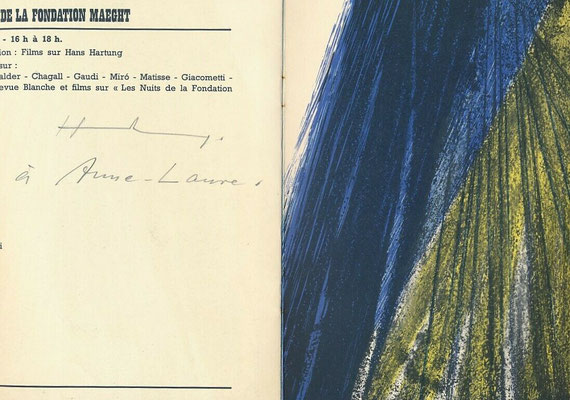 DE LA FONDATION MAEGHT
- 16 h à 18 h.
ion : Films sur Hans Hartung
sur :
alder - Chagall - Gaudi - Miró - Matisse - Giacometti -
evue Blanche et films sur « Les Nuits de la Fondation
Hartung.
à Anne-Laure.
i